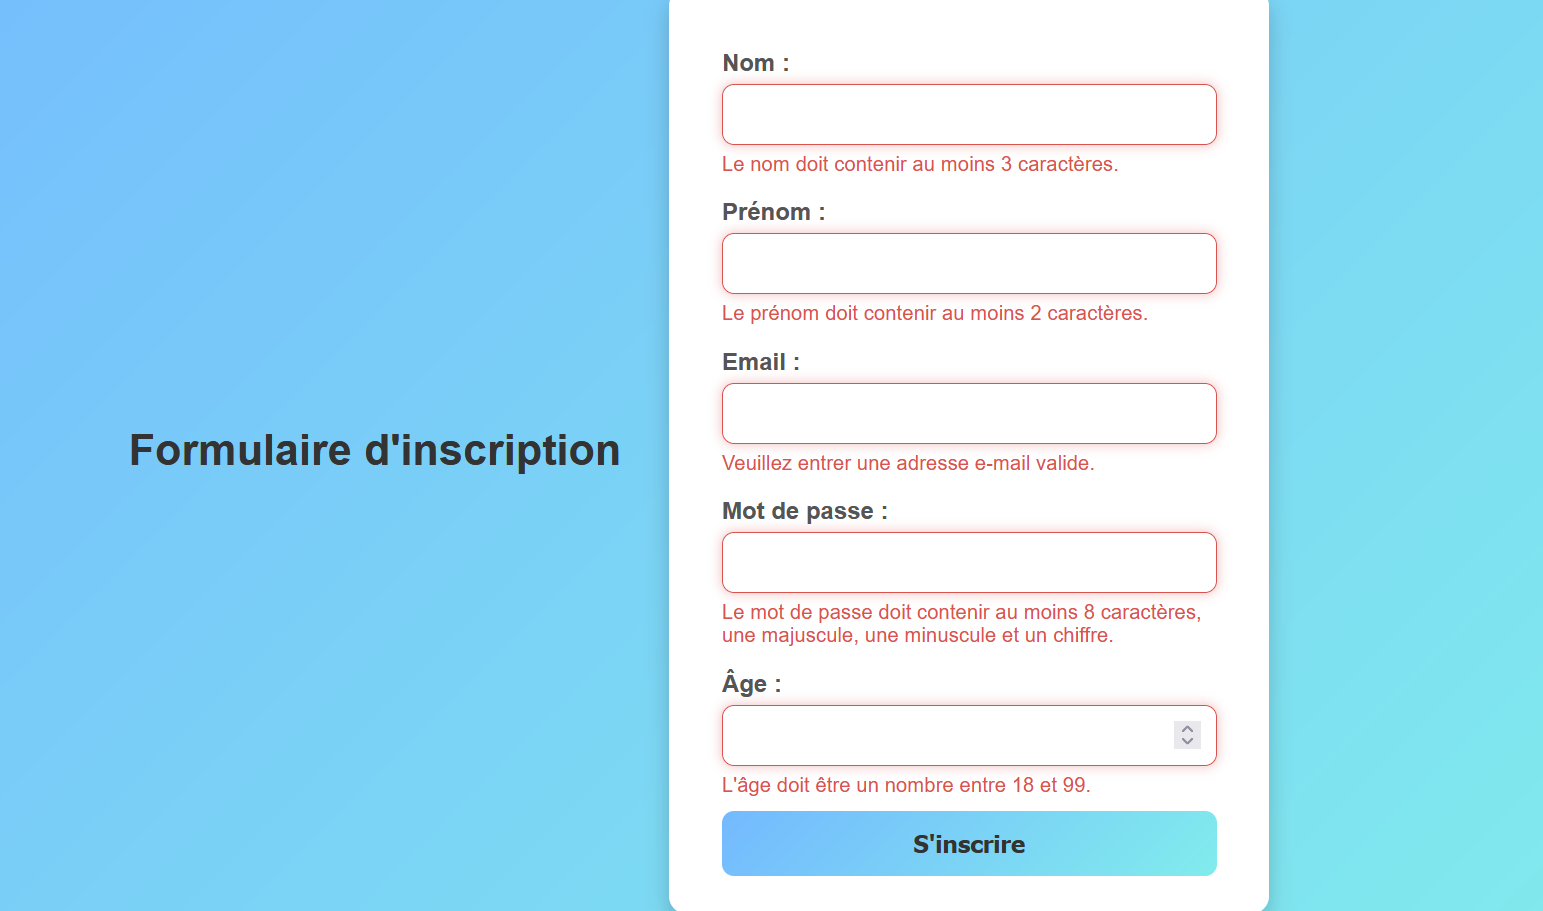 Formulaire d'inscription
Nom :
Le nom doit contenir au moins 3 caractères.
Prénom :
Le prénom doit contenir au moins 2 caractères.
Email :
Veuillez entrer une adresse e-mail valide.
Mot de passe :
Le mot de passe doit contenir au moins 8 caractères,
une majuscule, une minuscule et un chiffre.
Âge :
L'âge doit être un nombre entre 18 et 99.
S'inscrire